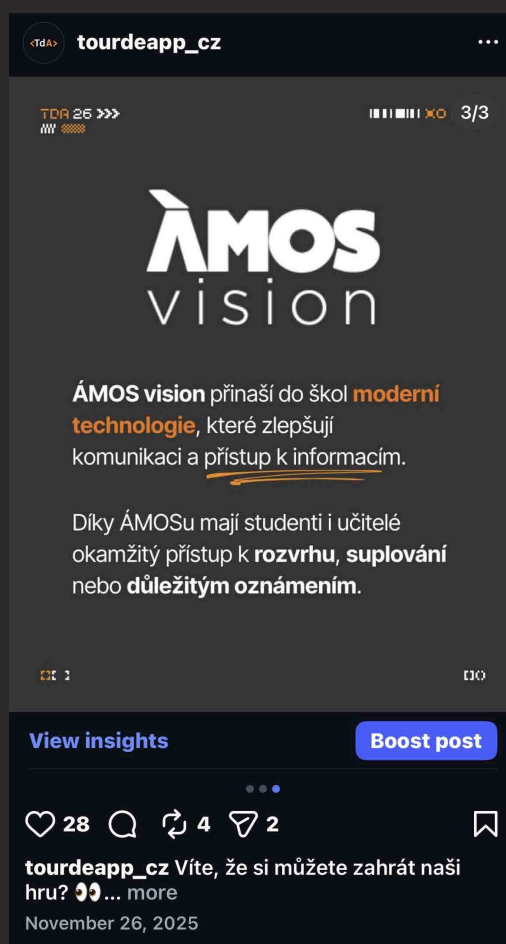 <TdA> tourdeapp_cz
TDA 26 >>>
3/3
ÀMOS
vision
ÁMOS vision přináší do škol moderní
technologie, které zlepšují
komunikaci a přístup k informacím.
Díky ÁMOSu mají studenti i učitelé
okamžitý přístup k rozvrhu, suplování
nebo důležitým oznámením.
View insights
Boost post
28 4 2
tourdeapp_cz Víte, že si můžete zahrát naši
hru? 👀... more
November 26, 2025